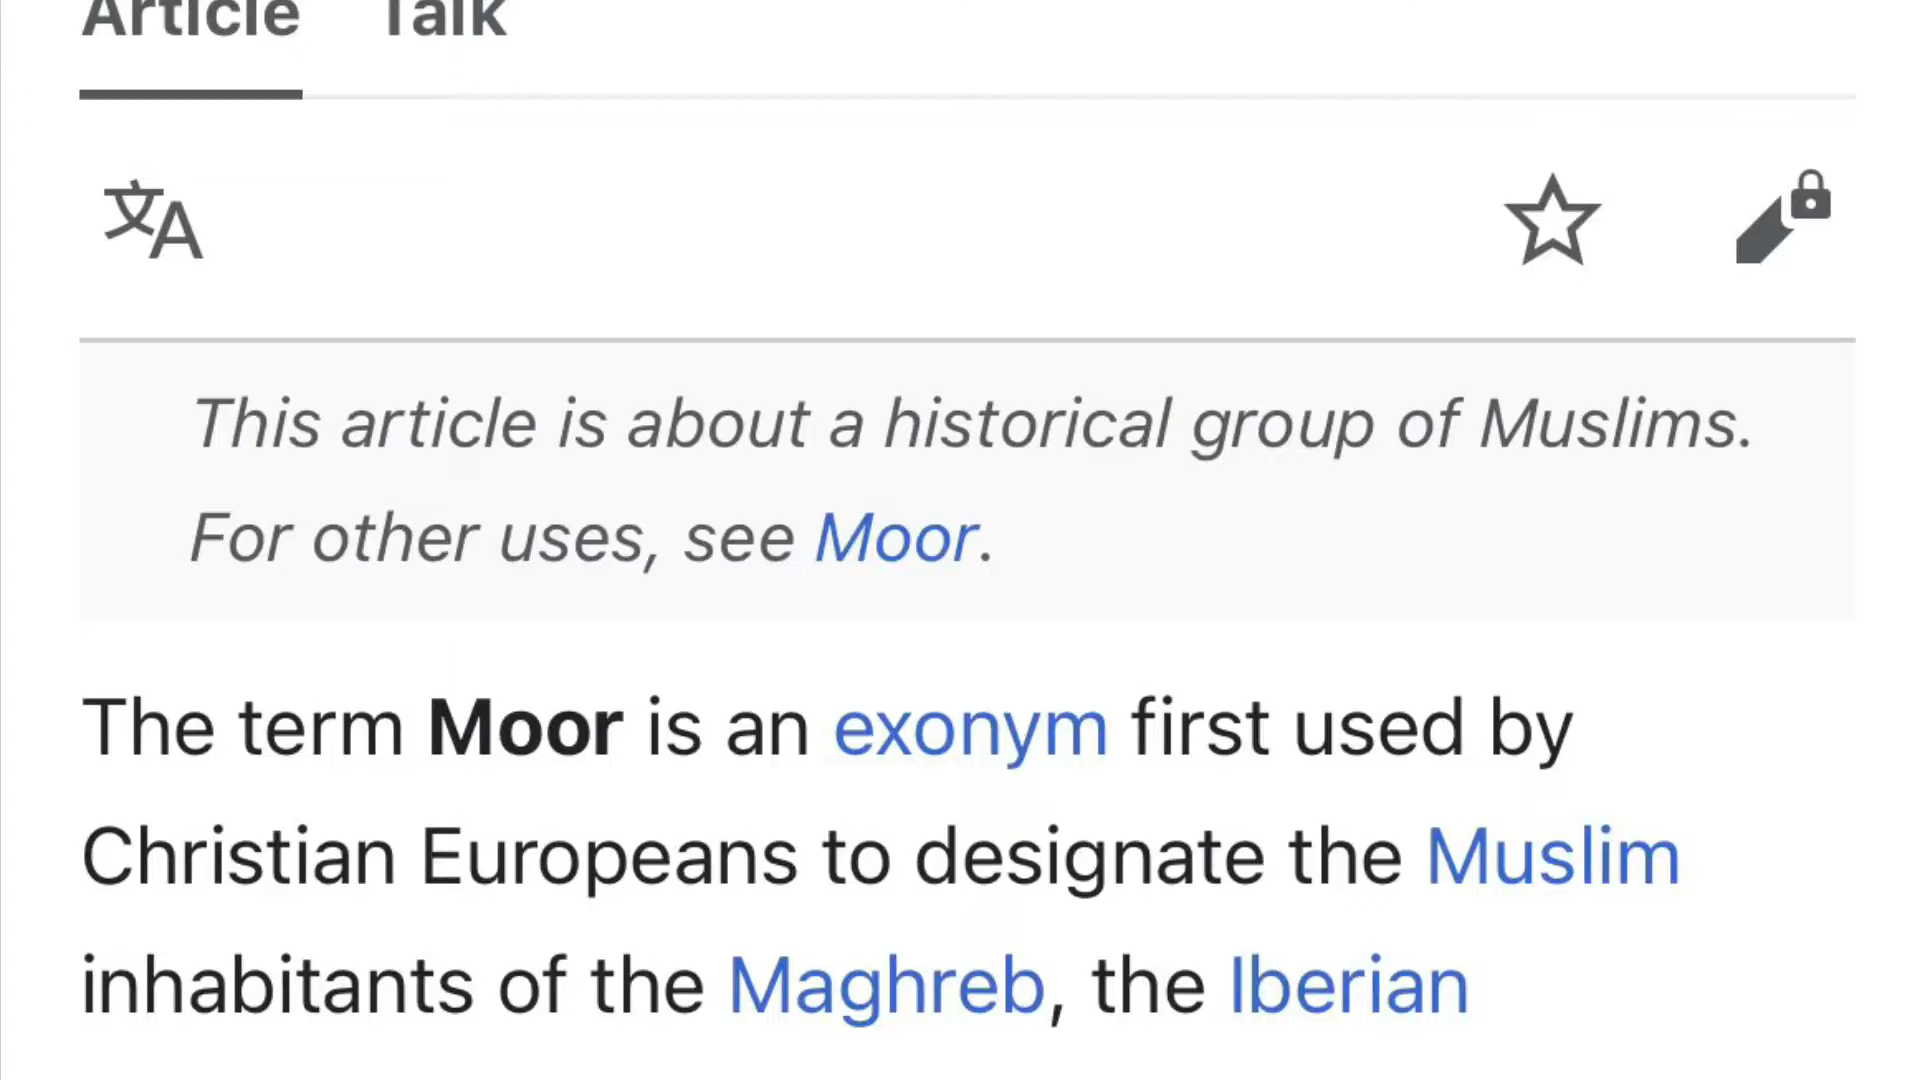 Article Talk
文A
This article is about a historical group of Muslims.
For other uses, see Moor.
The term Moor is an exonym first used by
Christian Europeans to designate the Muslim
inhabitants of the Maghreb, the Iberian